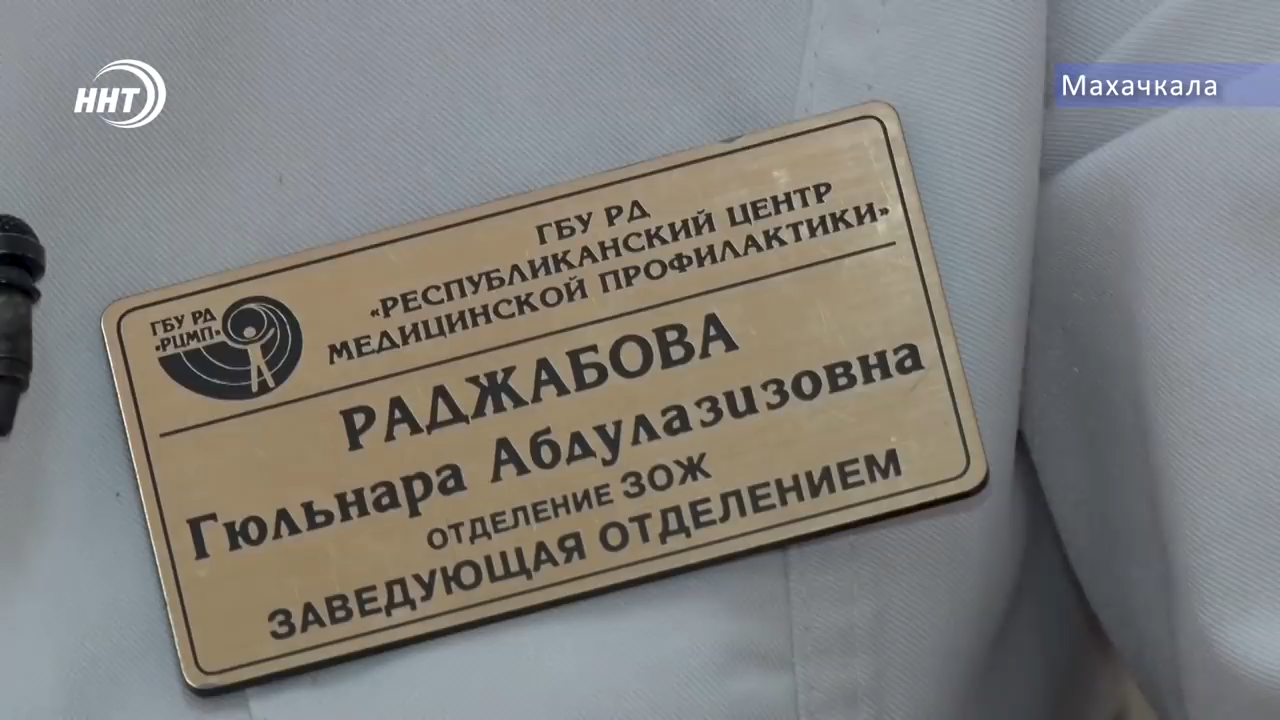 ННТ
Махачкала
ГБУ РД
«РЕСПУБЛИКАНСКИЙ ЦЕНТР
МЕДИЦИНСКОЙ ПРОФИЛАКТИКИ»
ГБУ РД
«РЦМП»
РАДЖАБОВА
Гюльнара Абдулазизовна
ОТДЕЛЕНИЕ ЗОЖ
ЗАВЕДУЮЩАЯ ОТДЕЛЕНИЕМ